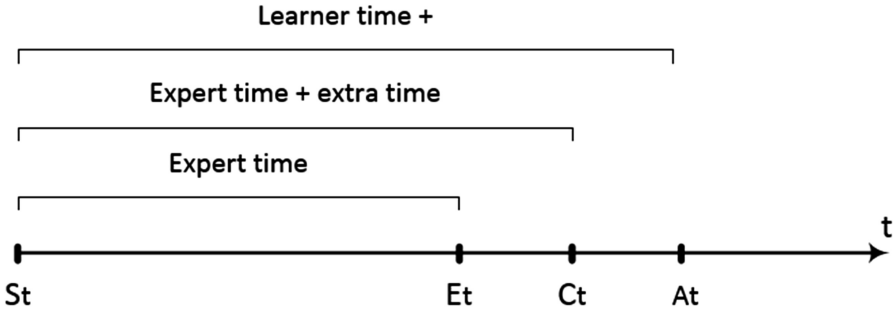 Learner time +
Expert time + extra time
Expert time
t
St Et Ct At